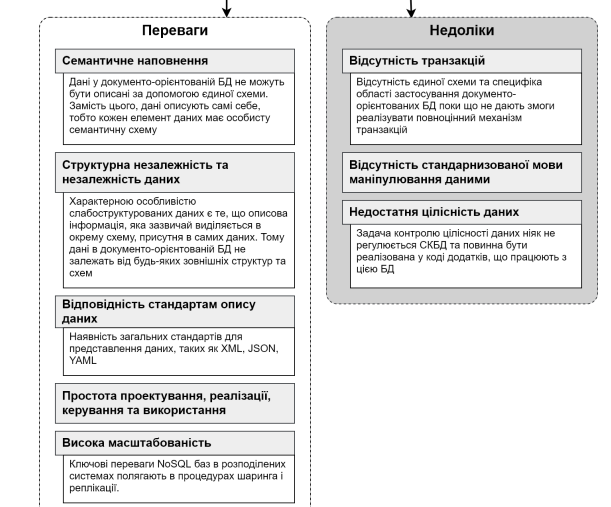 Переваги
Семантичне наповнення
Дані у документо-орієнтованій БД не можуть
бути описані за допомогою єдиної схеми.
Замість цього, дані описують самі себе,
тобто кожен елемент даних має особисту
семантичну схему
Структурна незалежність та
незалежність даних
Характерною особливістю
слабоструктурованих даних є те, що описова
інформація, яка зазвичай виділяється в
окрему схему, присутня в самих даних. Тому
дані в документо-орієнтованій БД не
залежать від будь-яких зовнішніх структур та
схем
Відповідність стандартам опису
даних
Наявність загальних стандартів для
представлення даних, таких як XML, JSON,
YAML
Простота проектування, реалізації,
керування та використання
Висока масштабованість
Ключові переваги NoSQL баз в розподілених
системах полягають в процедурах шаринга і
реплікації.
Недоліки
Відсутність транзакцій
Відсутність єдиної схеми та специфіка
області застосування документо-
орієнтованих БД поки що не дають змоги
реалізувати повноцінний механізм
транзакцій
Відсутність стандарнизованої мови
маніпулювання даними
Недостатня цілісність даних
Задача контролю цілісності даних ніяк не
регулюється СКБД та повинна бути
реалізована у коді додатків, що працюють з
цією БД